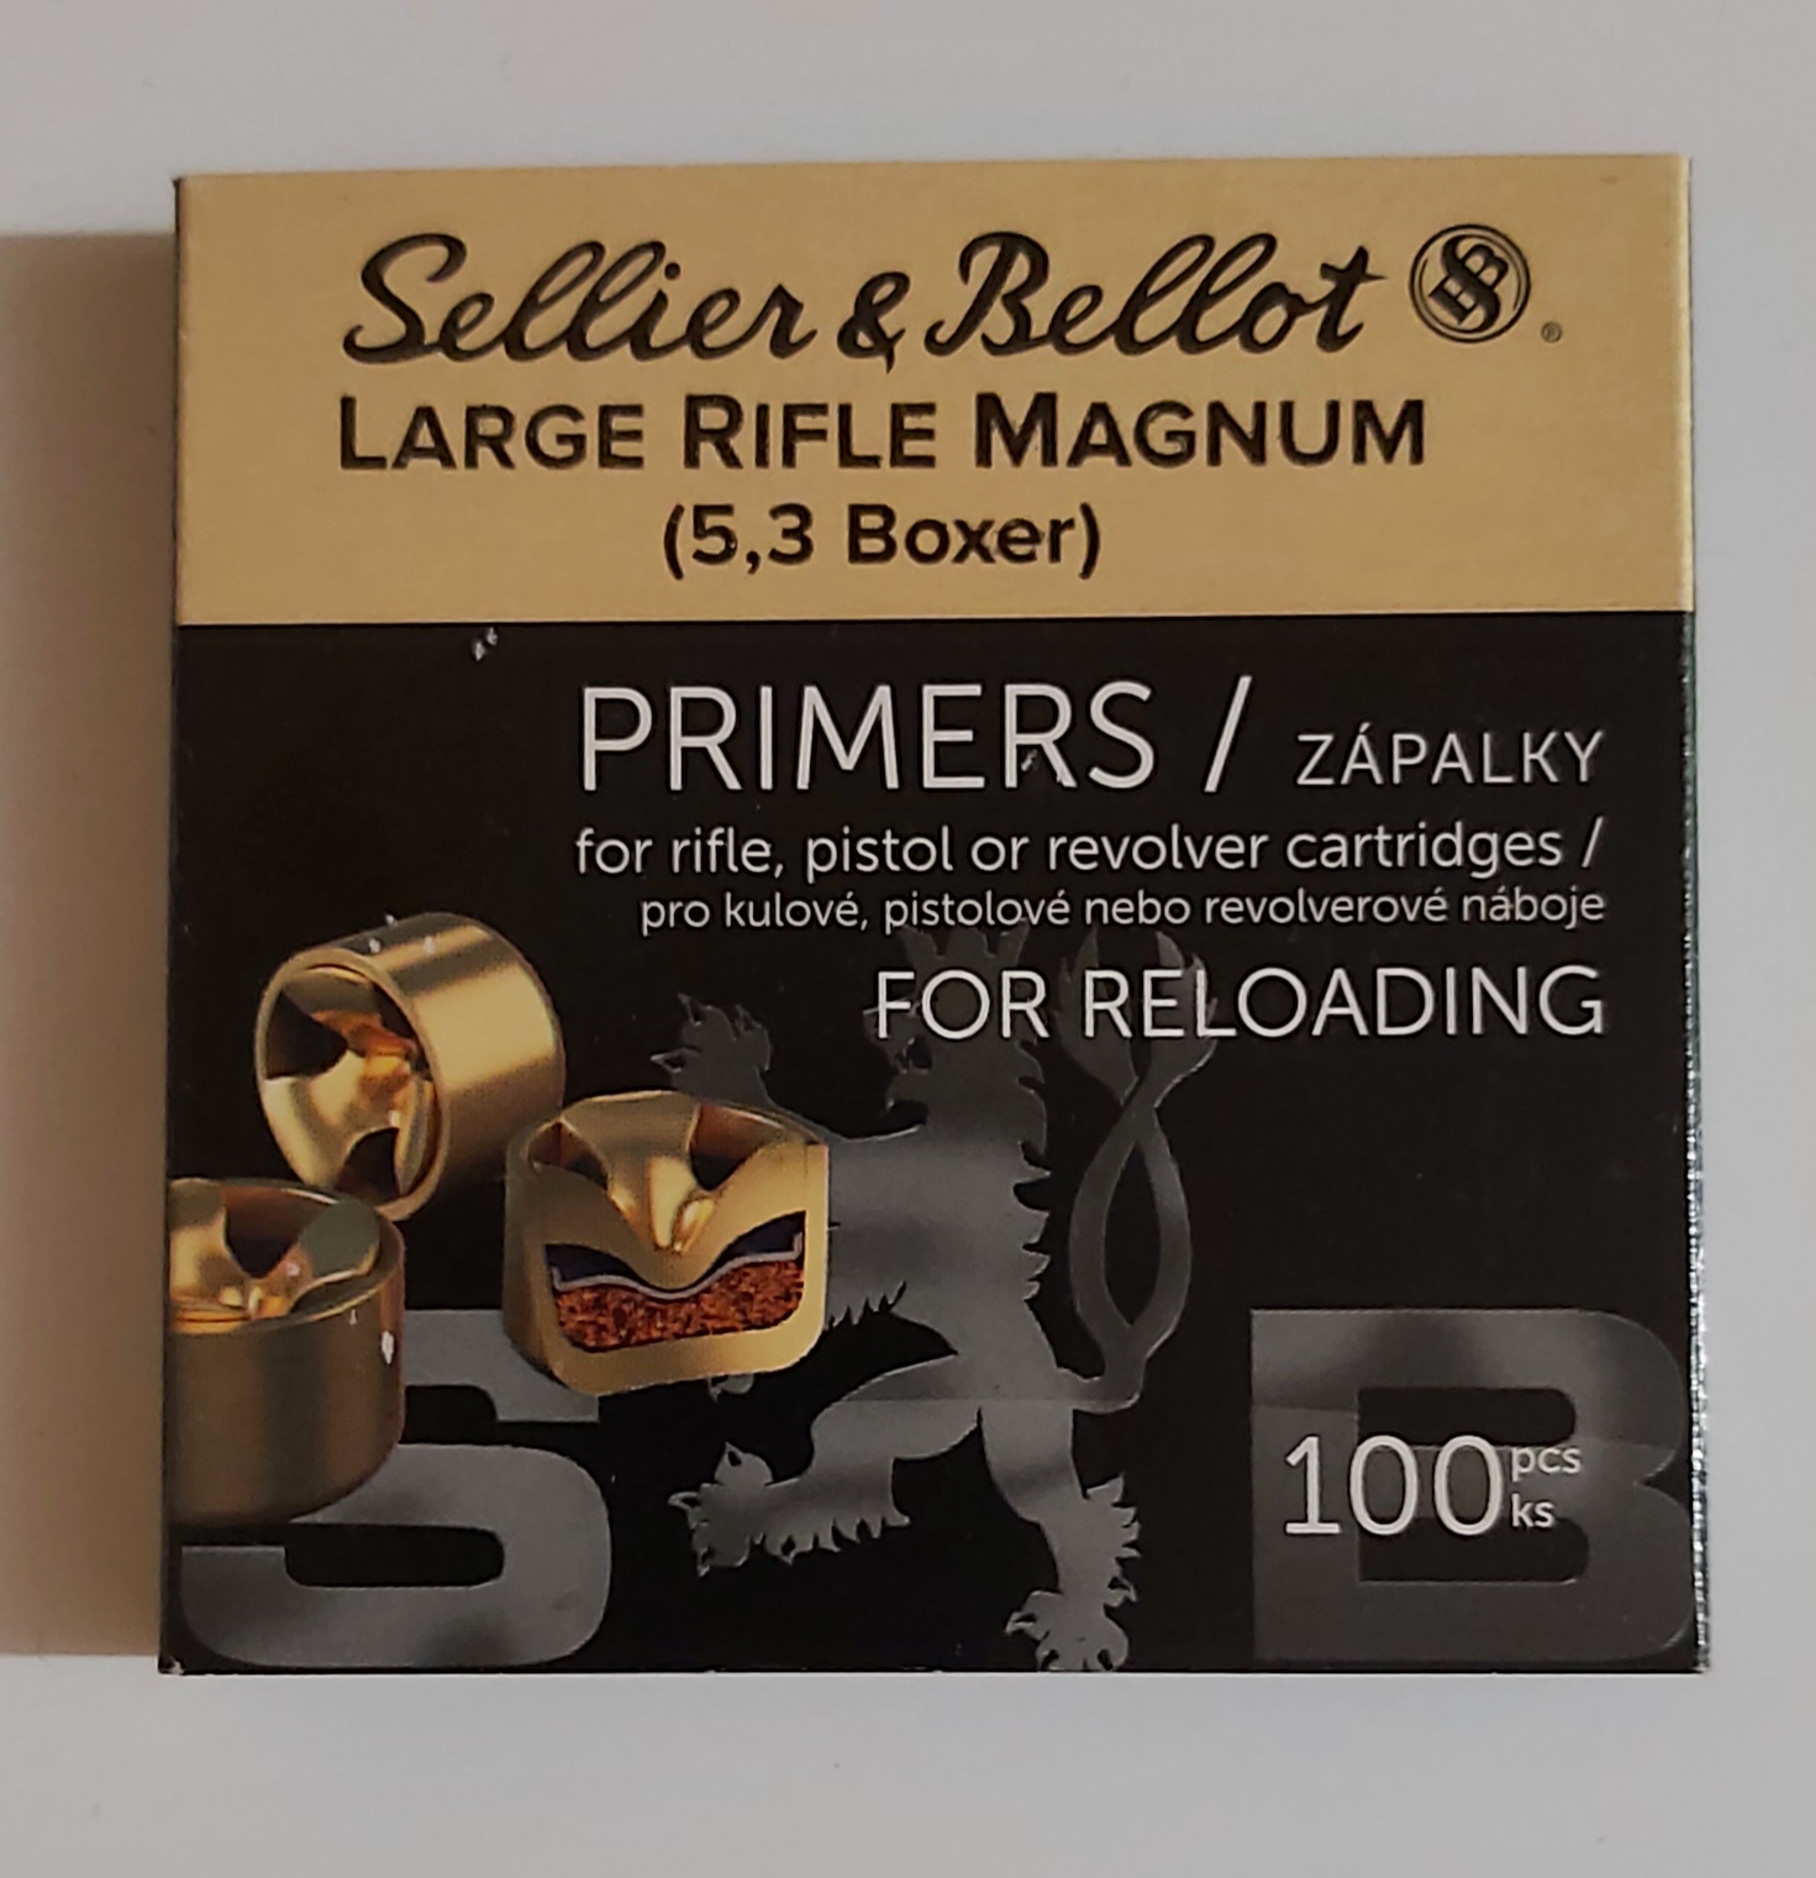 Sellier & Bellot SB ®
LARGE RIFLE MAGNUM
(5,3 Boxer)
PRIMERS / ZÁPALKY
for rifle, pistol or revolver cartridges /
pro kulové, pistolové nebo revolverové náboje
FOR RELOADING
S B
100 pcs
ks